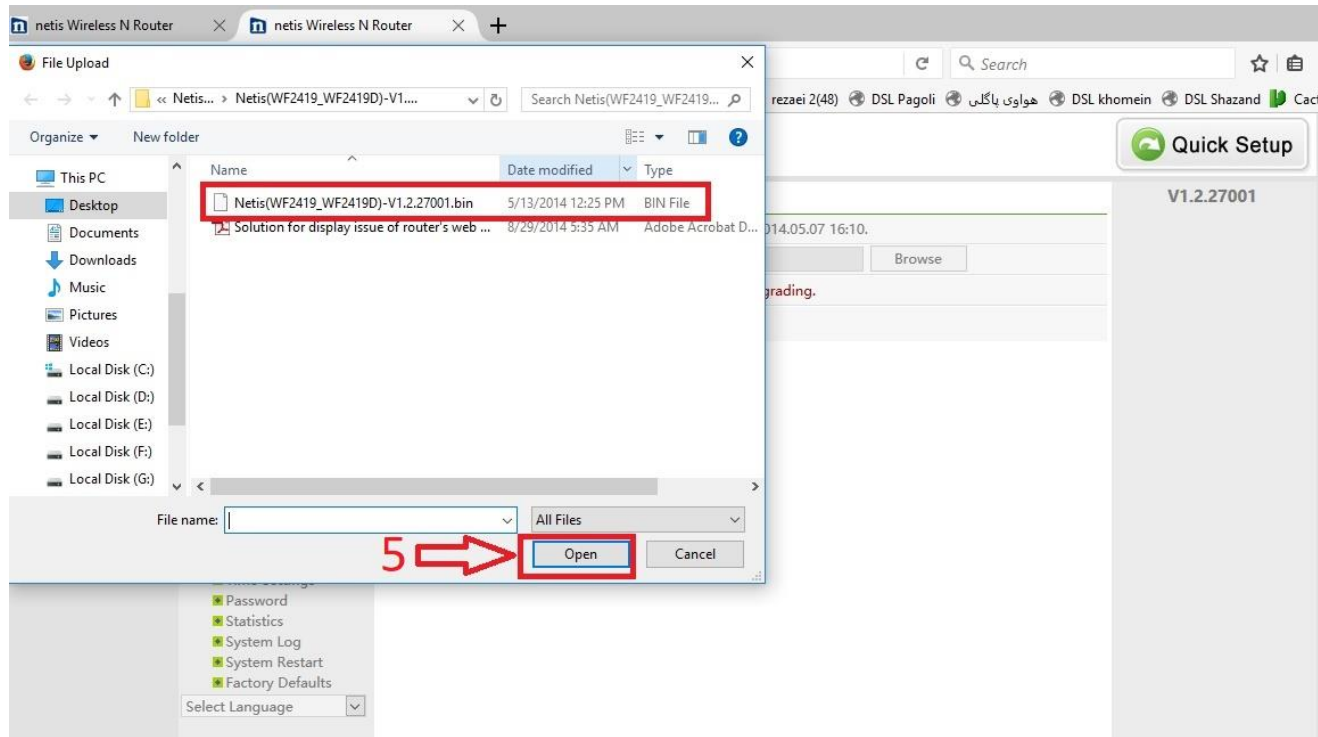 netis Wireless N Router
netis Wireless N Router
File Upload
Search
« Netis... › Netis(WF2419_WF2419D)-V1....
Search Netis(WF2419_WF2419...
rezaei 2(48) DSL Pagoli هواوی پاگلی DSL khomein DSL Shazand Cact
Organize New folder
Quick Setup
This PC
Desktop
Documents
Downloads
Music
Pictures
Videos
Local Disk (C:)
Local Disk (D:)
Local Disk (E:)
Local Disk (F:)
Local Disk (G:)
Name Date modified Type
Netis(WF2419_WF2419D)-V1.2.27001.bin 5/13/2014 12:25 PM BIN File
Solution for display issue of router's web ... 8/29/2014 5:35 AM Adobe Acrobat D...
V1.2.27001
014.05.07 16:10.
Browse
grading.
File name: All Files
5 Open Cancel
Password
Statistics
System Log
System Restart
Factory Defaults
Select Language